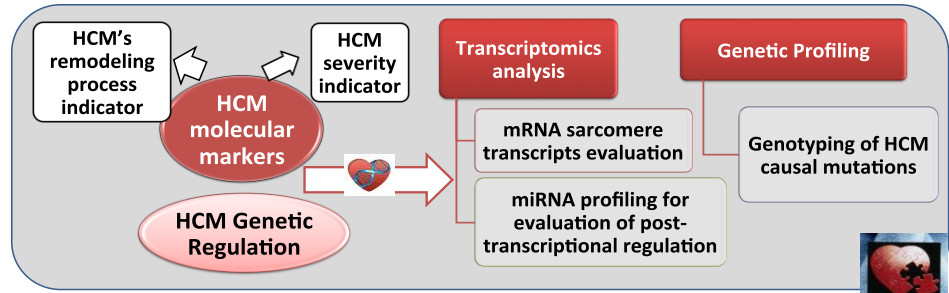 HCM's
remodeling
process
indicator
HCM
severity
indicator
HCM
molecular
markers
HCM Genetic
Regulation
Transcriptomics
analysis
mRNA sarcomere
transcripts evaluation
miRNA profiling for
evaluation of post-
transcriptional regulation
Genetic Profiling
Genotyping of HCM
causal mutations